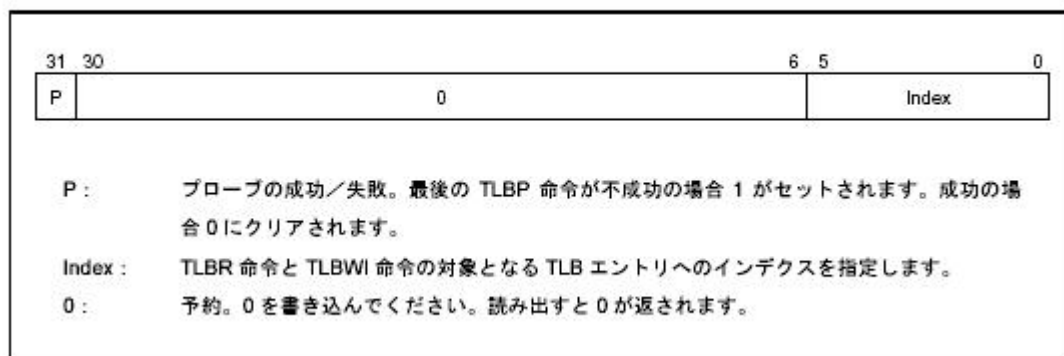 31 30 6 5 0
P 0 Index
P : プローブの成功／失敗。最後の TLBP 命令が不成功の場合 1 がセットされます。成功の場
合 0 にクリアされます。
Index : TLBR 命令と TLBWI 命令の対象となる TLB エントリへのインデクスを指定します。
0 : 予約。0 を書き込んでください。読み出すと 0 が返されます。